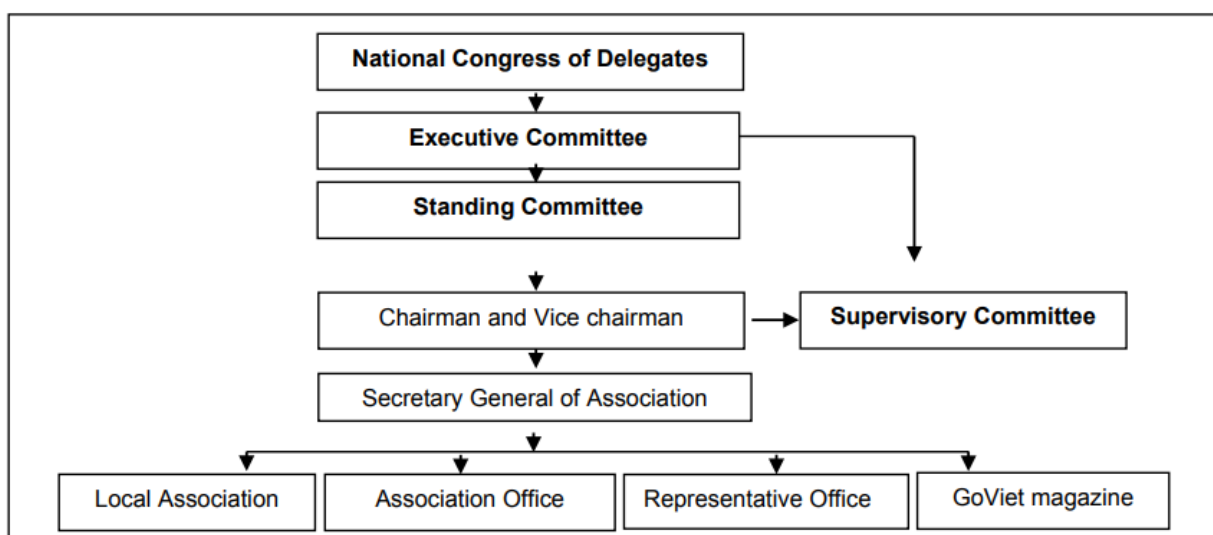 National Congress of Delegates
Executive Committee
Standing Committee
Chairman and Vice chairman
Supervisory Committee
Secretary General of Association
Local Association
Association Office
Representative Office
GoViet magazine